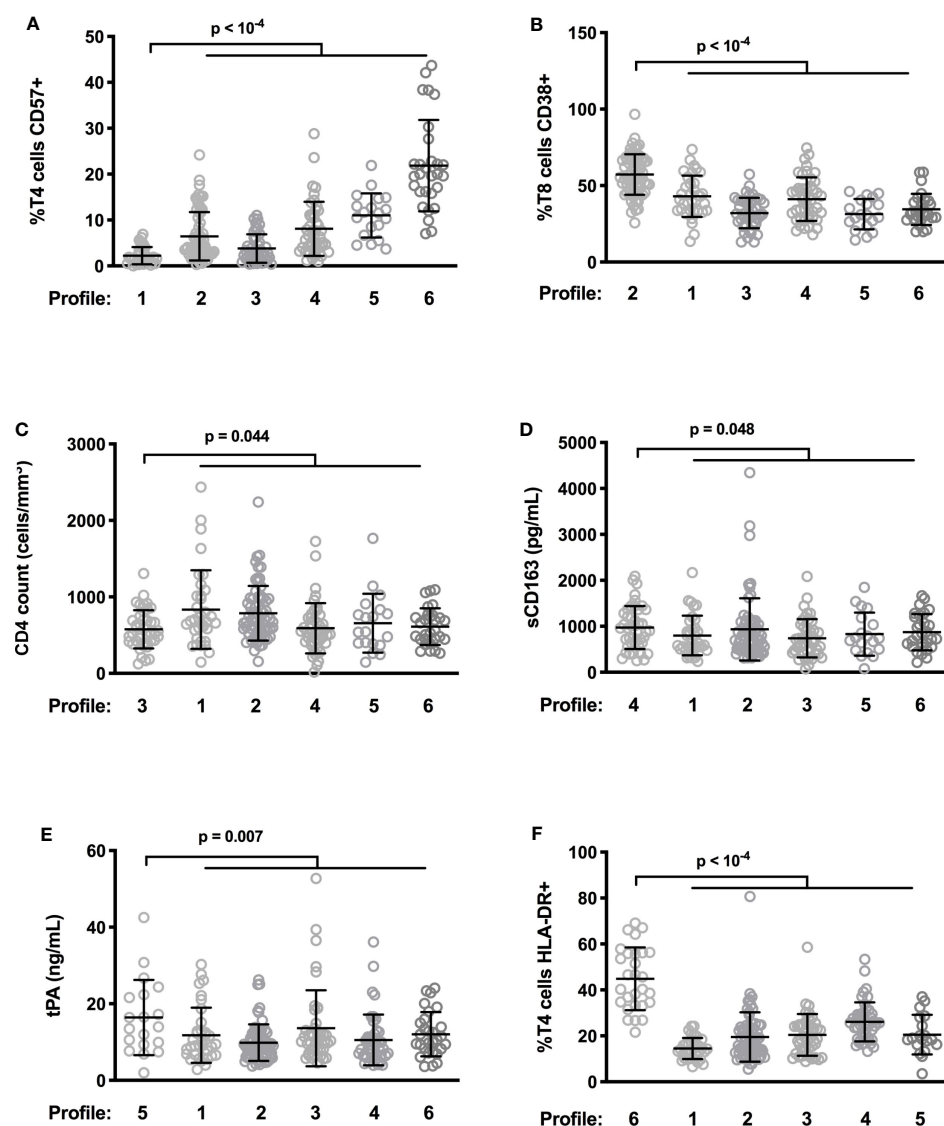 A
p < 10-4
50
40
30
20
10
0
%T4 cells CD57+
Profile: 1 2 3 4 5 6
B
p < 10-4
150
100
50
0
%T8 cells CD38+
Profile: 2 1 3 4 5 6
C
p = 0.044
3000
2000
1000
0
CD4 count (cells/mm³)
Profile: 3 1 2 4 5 6
D
p = 0.048
5000
4000
3000
2000
1000
0
sCD163 (pg/mL)
Profile: 4 1 2 3 5 6
E
p = 0.007
60
40
20
0
tPA (ng/mL)
Profile: 5 1 2 3 4 6
F
p < 10-4
100
80
60
40
20
0
%T4 cells HLA-DR+
Profile: 6 1 2 3 4 5